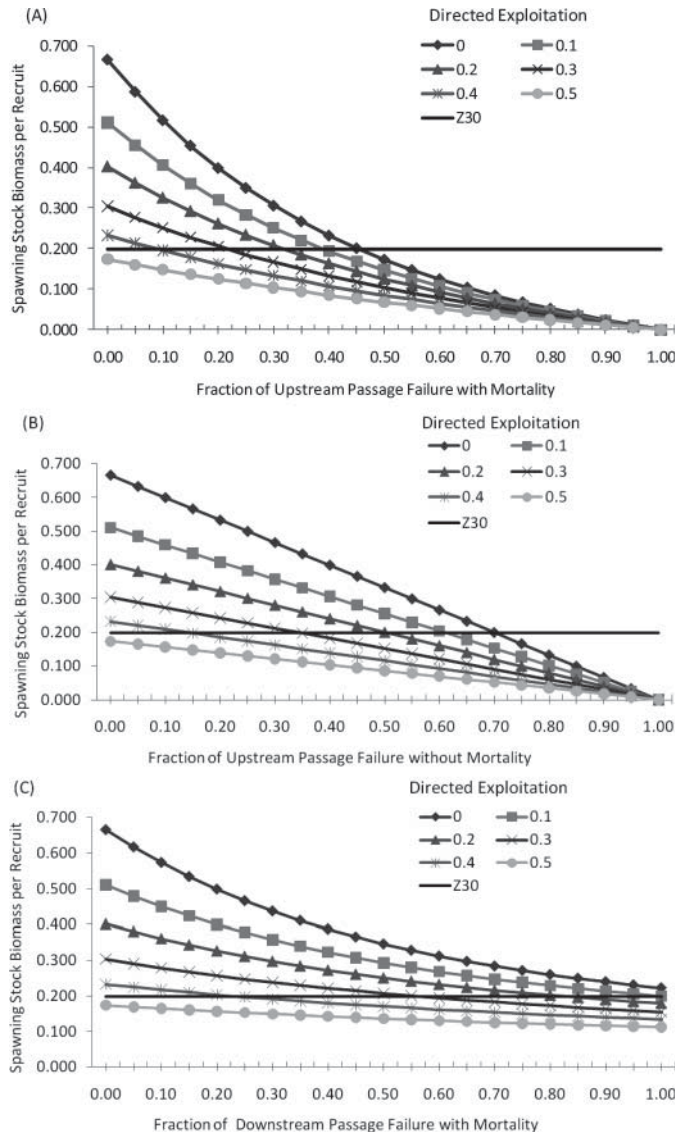 (A)
Directed Exploitation
0 0.1
0.2 0.3
0.4 0.5
Z30
Spawning Stock Biomass per Recruit
0.700
0.600
0.500
0.400
0.300
0.200
0.100
0.000
0.00 0.10 0.20 0.30 0.40 0.50 0.60 0.70 0.80 0.90 1.00
Fraction of Upstream Passage Failure with Mortality
(B)
Directed Exploitation
0 0.1
0.2 0.3
0.4 0.5
Z30
Spawning Stock Biomass per Recruit
0.700
0.600
0.500
0.400
0.300
0.200
0.100
0.000
0.00 0.10 0.20 0.30 0.40 0.50 0.60 0.70 0.80 0.90 1.00
Fraction of Upstream Passage Failure without Mortality
(C)
Directed Exploitation
0 0.1
0.2 0.3
0.4 0.5
Z30
Spawning Stock Biomass per Recruit
0.700
0.600
0.500
0.400
0.300
0.200
0.100
0.000
0.00 0.10 0.20 0.30 0.40 0.50 0.60 0.70 0.80 0.90 1.00
Fraction of Downstream Passage Failure with Mortality